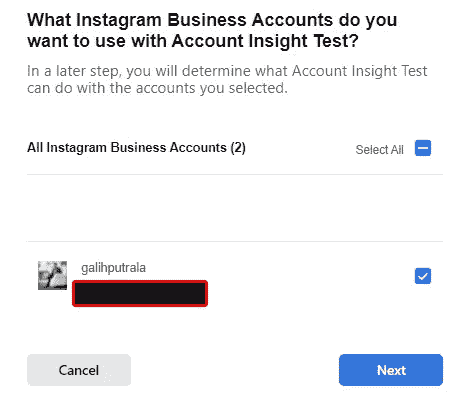 What Instagram Business Accounts do you
want to use with Account Insight Test?
In a later step, you will determine what Account Insight Test
can do with the accounts you selected.
All Instagram Business Accounts (2)
Select All
galihputrala
Cancel
Next